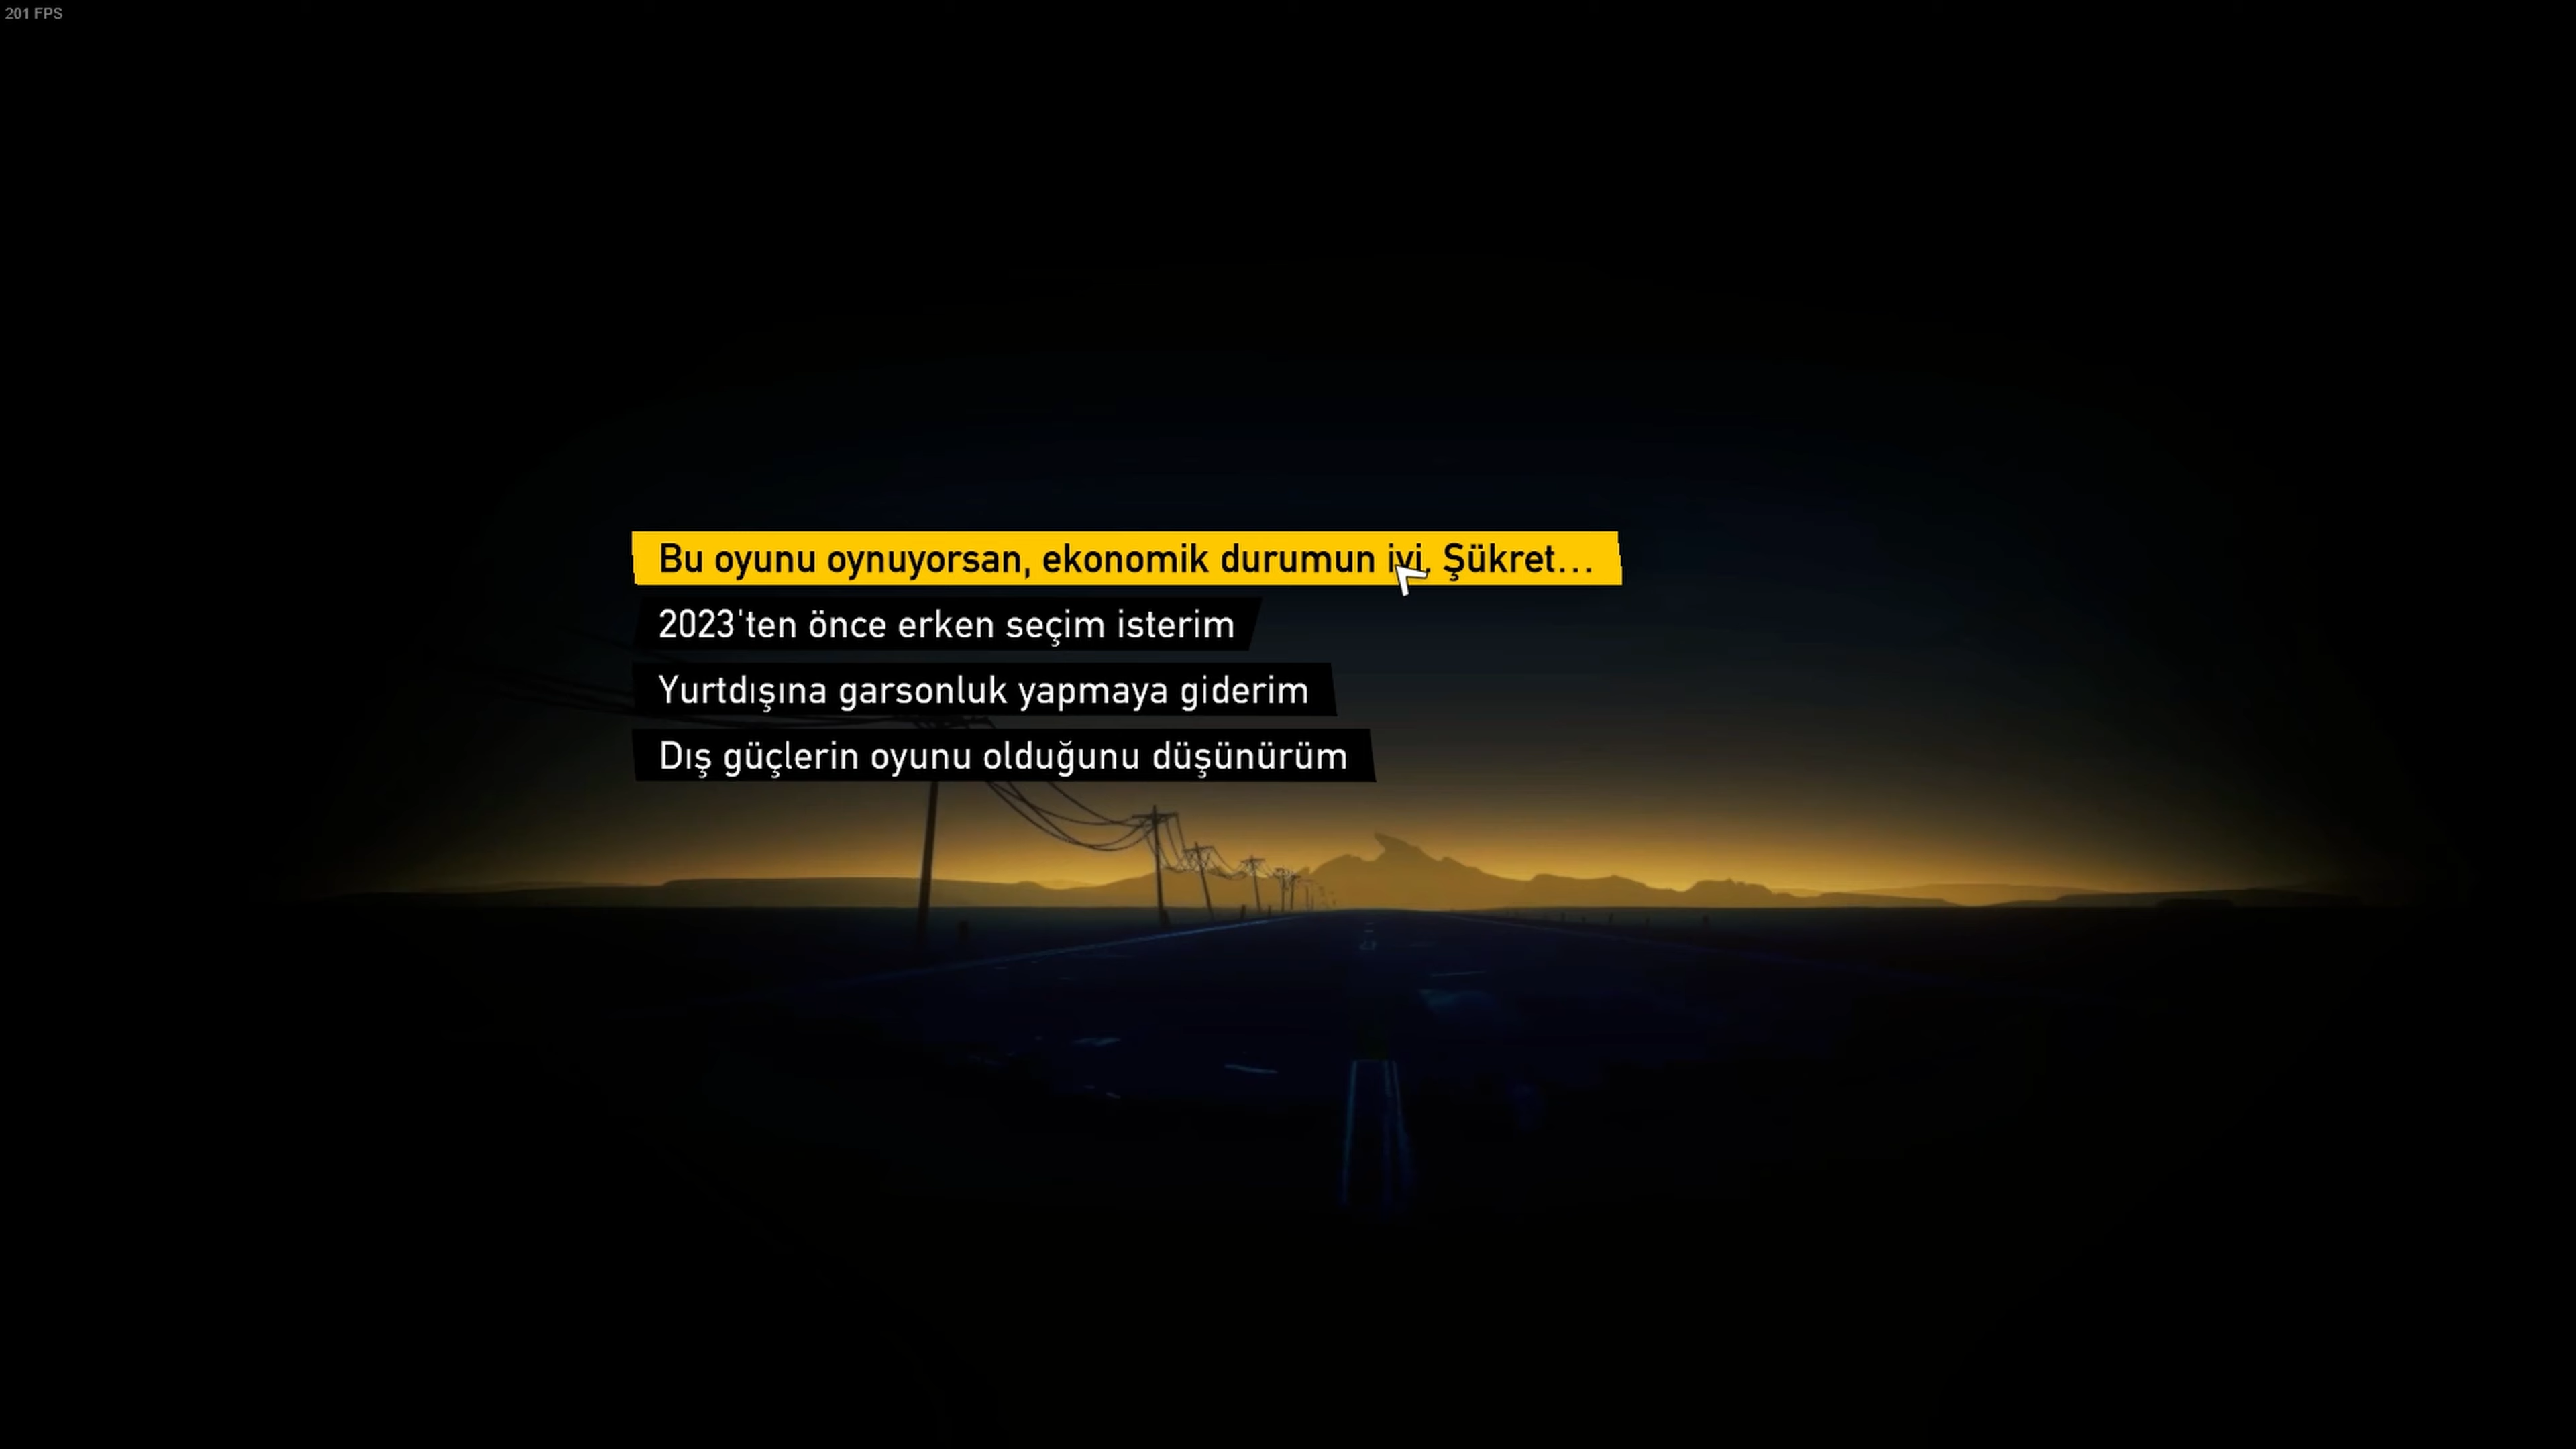 201 FPS
Bu oyunu oynuyorsan, ekonomik durumun iyi. Şükret...
2023'ten önce erken seçim isterim
Yurtdışına garsonluk yapmaya giderim
Dış güçlerin oyunu olduğunu düşünürüm